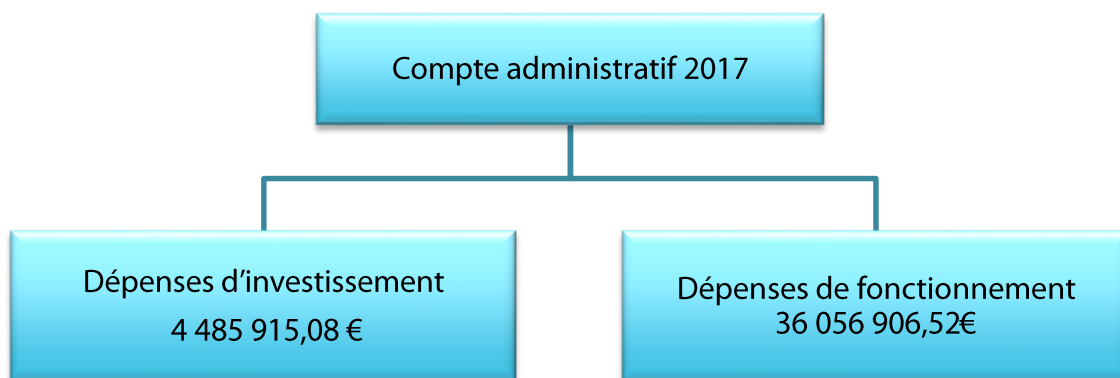 Compte administratif 2017
Dépenses d’investissement
4 485 915,08 €
Dépenses de fonctionnement
36 056 906,52€